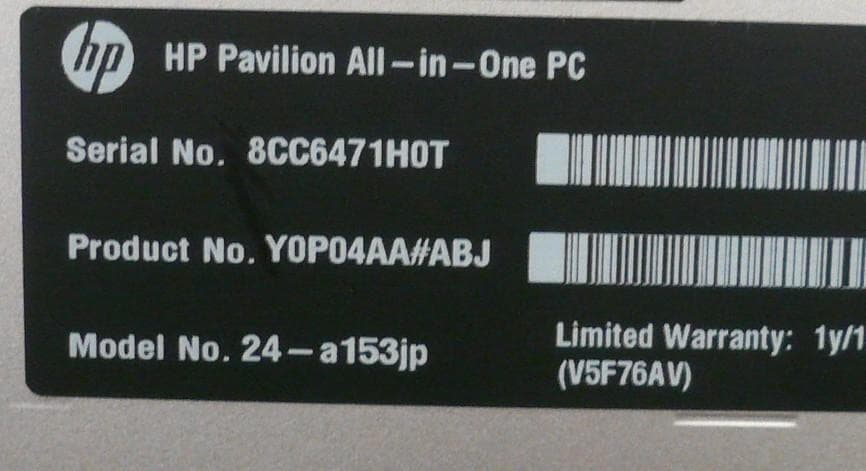 hp HP Pavilion All-in-One PC
Serial No. 8CC6471H0T
Product No. Y0P04AA#ABJ
Model No. 24-a153jp
Limited Warranty: 1y/1
(V5F76AV)